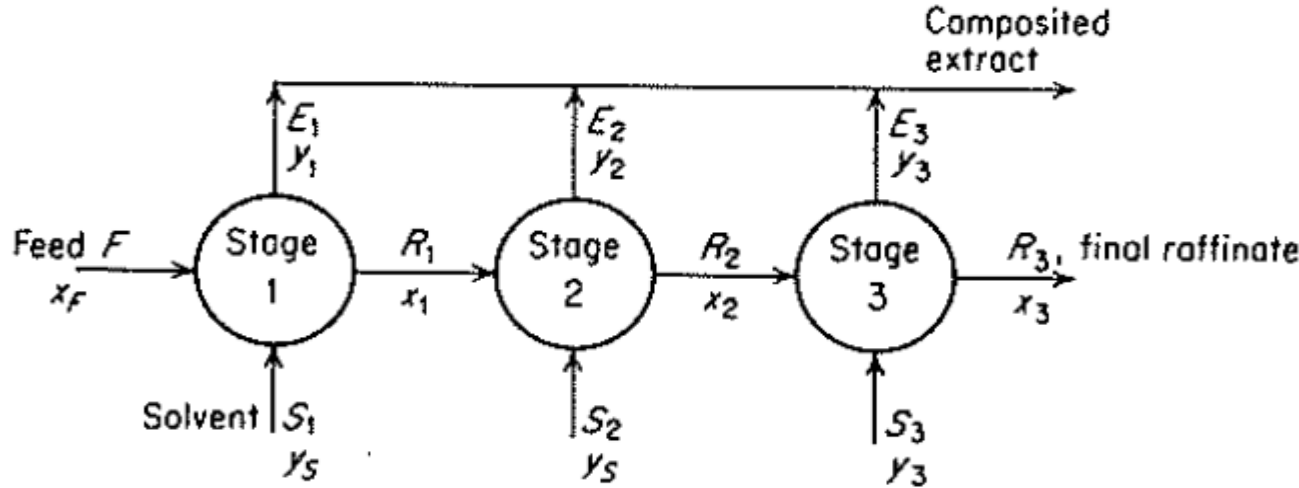 Composited
extract
E1
y1
E2
y2
E3
y3
Feed F
xF
Stage
1
R1
x1
Stage
2
R2
x2
Stage
3
R3, final raffinate
x3
Solvent
S1
yS
S2
yS
S3
y3